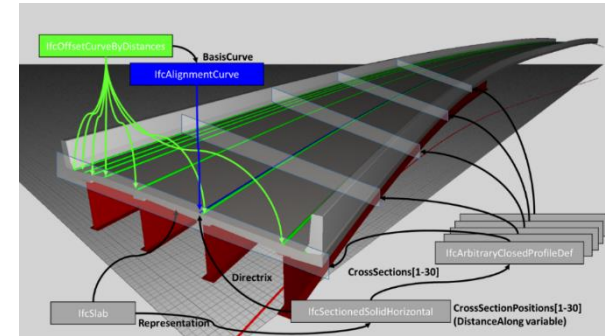 IfcOffsetCurveByDistances
BasisCurve
IfcAlignmentCurve
IfcArbitraryClosedProfileDef
CrossSections[1-30]
Directrix
IfcSlab
IfcSectionedSolidHorizontal
CrossSectionPositions[1-30]
(DistanceAlong variable)
Representation